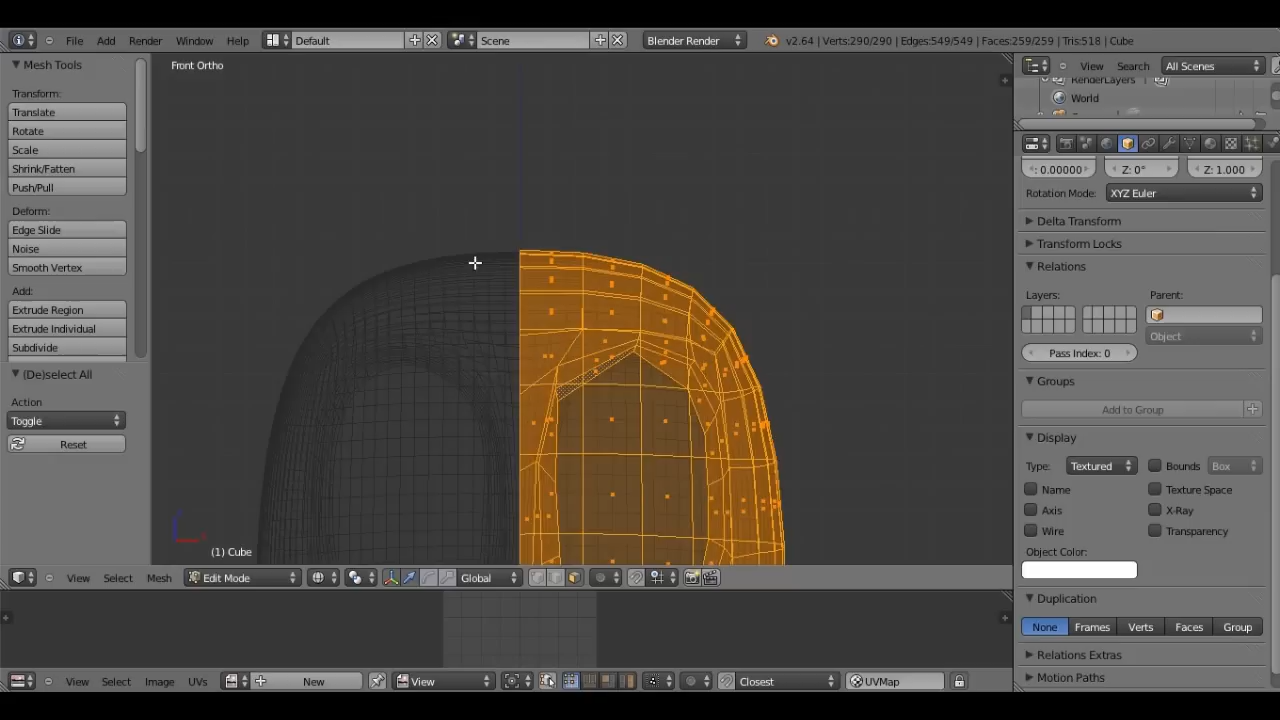 File Add Render Window Help Default Scene Blender Render v2.64 | Verts:290/290 | Edges:549/549 | Faces:259/259 | Tris:518 | Cube
Mesh Tools
Transform:
Translate
Rotate
Scale
Shrink/Fatten
Push/Pull
Deform:
Edge Slide
Noise
Smooth Vertex
Add:
Extrude Region
Extrude Individual
Subdivide
(De)select All
Action
Toggle
Reset
Front Ortho
(1) Cube
View Select Mesh Edit Mode Global
View Select Image UVs New View Closest UVMap
View Search All Scenes
RenderLayers
World
: 0.00000 Z: 0° Z: 1.000
Rotation Mode: XYZ Euler
Delta Transform
Transform Locks
Relations
Layers: Parent:
Object
Pass Index: 0
Groups
Add to Group
Display
Type: Textured Bounds Box
Name Texture Space
Axis X-Ray
Wire Transparency
Object Color:
Duplication
None Frames Verts Faces Group
Relations Extras
Motion Paths